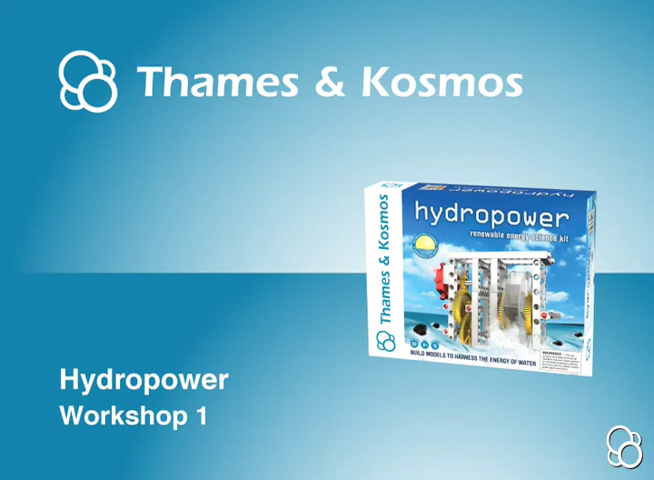 Thames & Kosmos
hydropower
renewable energy science kit
Thames & Kosmos
BUILD MODELS TO HARNESS THE ENERGY OF WATER
WARNING
Hydropower
Workshop 1